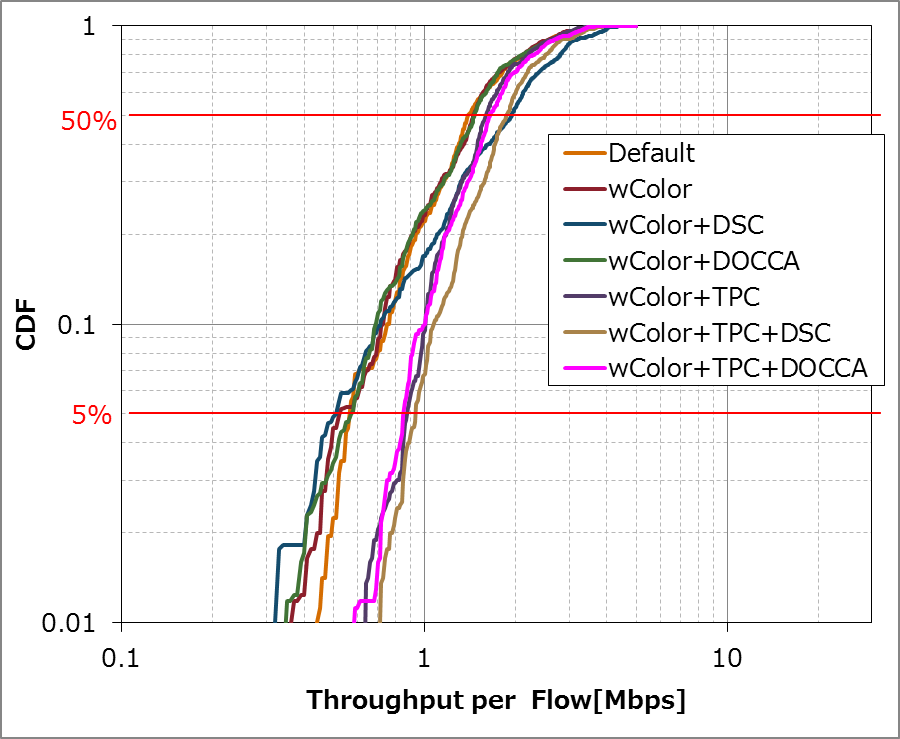 1
50%
Default
wColor
wColor+DSC
wColor+DOCCA
wColor+TPC
wColor+TPC+DSC
wColor+TPC+DOCCA
CDF
0.1
5%
0.01
0.1 1 10
Throughput per Flow[Mbps]